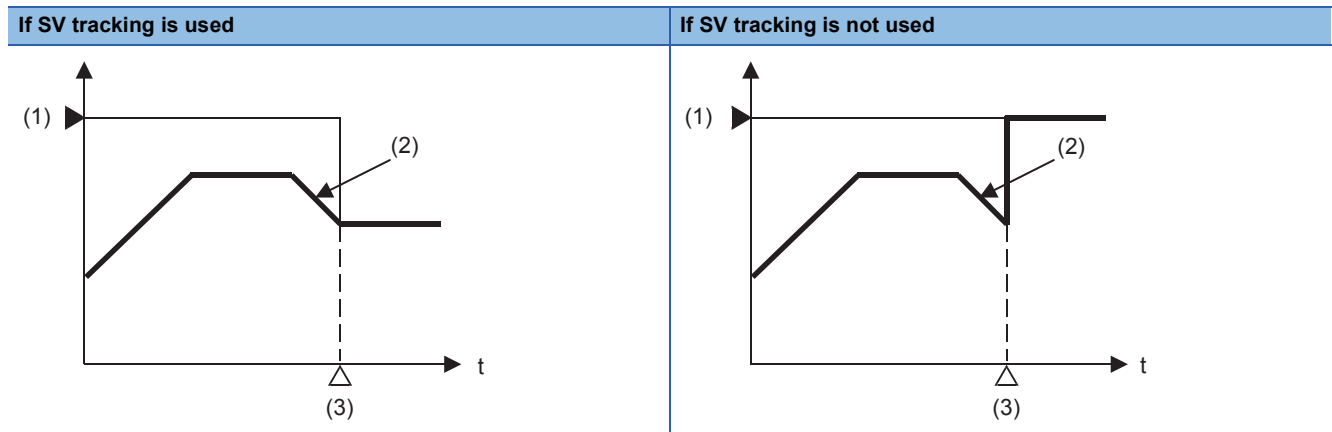 If SV tracking is used
If SV tracking is not used
(1)
(2)
t
(3)
(1)
(2)
t
(3)